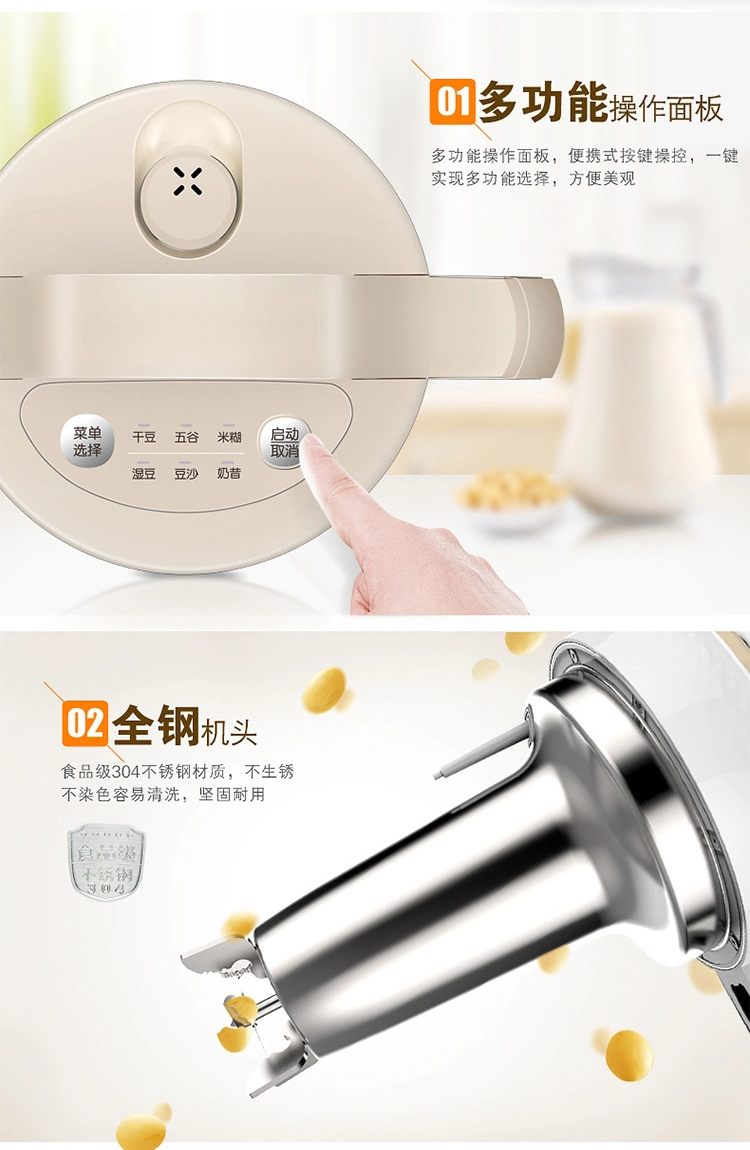 01多功能操作面板
多功能操作面板，便携式按键操控，一键
实现多功能选择，方便美观
菜单
选择
干豆 五谷 米糊
湿豆 豆沙 奶昔
启动
取消
02全钢机头
食品级304不锈钢材质，不生锈
不染色容易清洗，坚固耐用
食品级
不锈钢
304